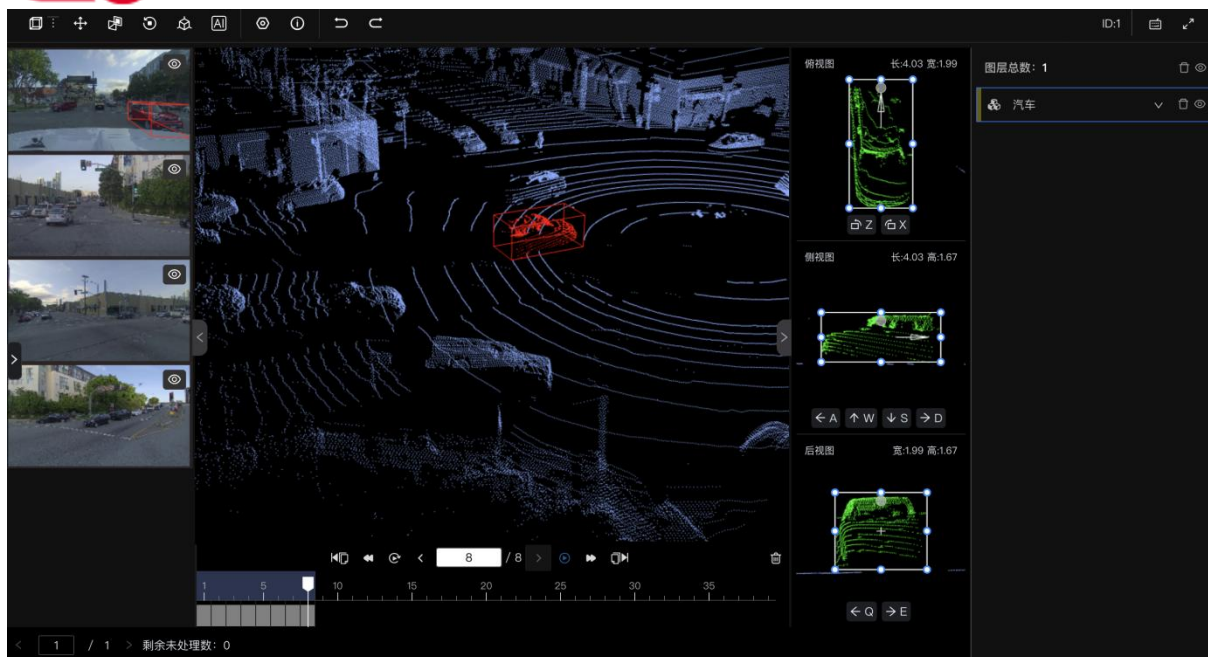 AI
ID:1
俯视图 长:4.03 宽:1.99
Z X
侧视图 长:4.03 高:1.67
A W S D
后视图 宽:1.99 高:1.67
Q E
图层总数: 1
汽车
8 / 8
1 5 10 15 20 25 30 35
1 / 1 剩余未处理数: 0